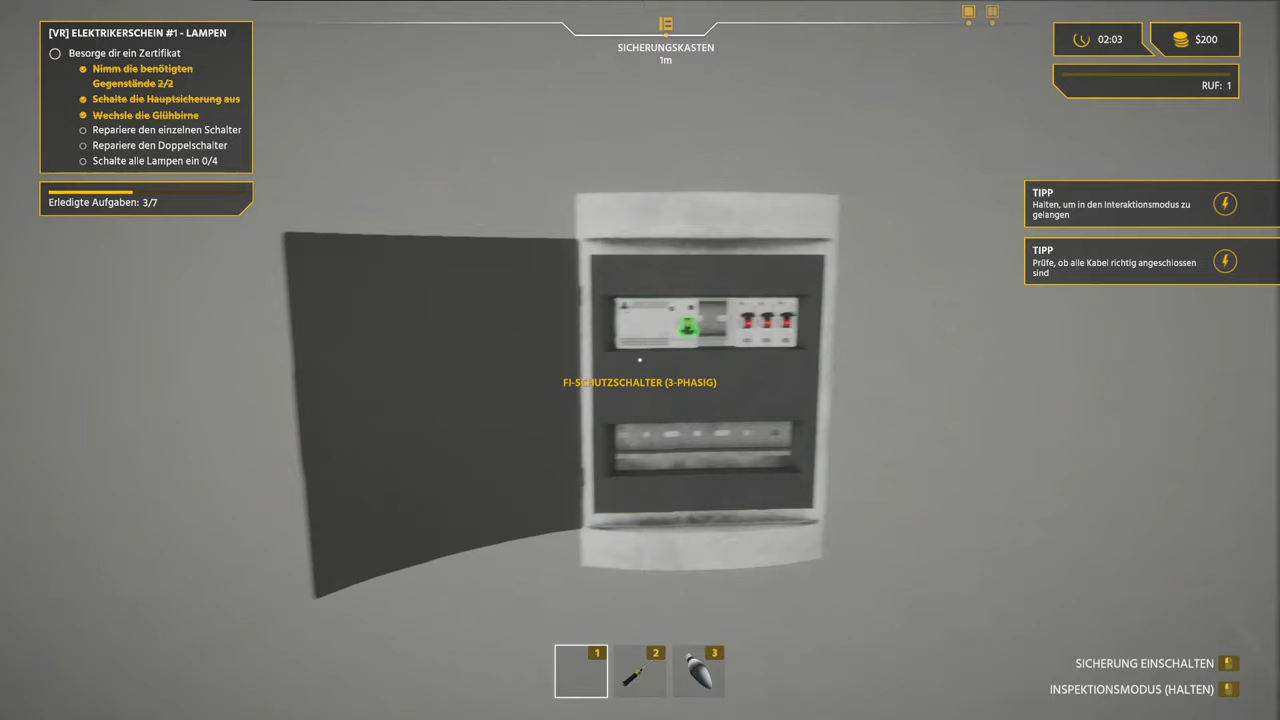 [VR] ELEKTRIKERSCHEIN #1 - LAMPEN
Besorge dir ein Zertifikat
Nimm die benötigten
Gegenstände 2/2
Schalte die Hauptsicherung aus
Wechsle die Glühbirne
Repariere den einzelnen Schalter
Repariere den Doppelschalter
Schalte alle Lampen ein 0/4
Erledigte Aufgaben: 3/7
SICHERUNGSKASTEN
1m
02:03
$200
RUF: 1
TIPP
Halten, um in den Interaktionsmodus zu
gelangen
TIPP
Prüfe, ob alle Kabel richtig angeschlossen
sind
FI-SCHUTZSCHALTER (3-PHASIG)
1
2
3
SICHERUNG EINSCHALTEN
INSPEKTIONSMODUS (HALTEN)